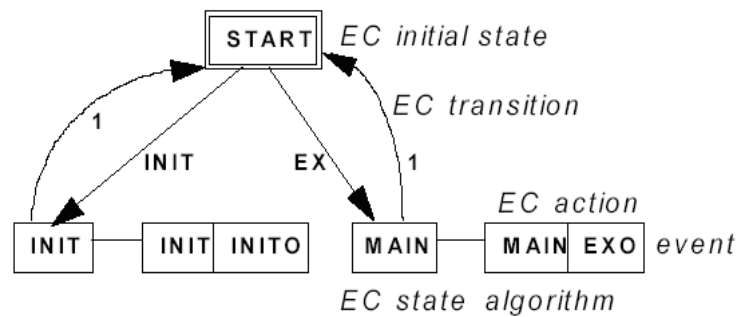 START EC initial state
1 EC transition
INIT EX 1
EC action
INIT INIT INITO MAIN MAIN EXO event
EC state algorithm